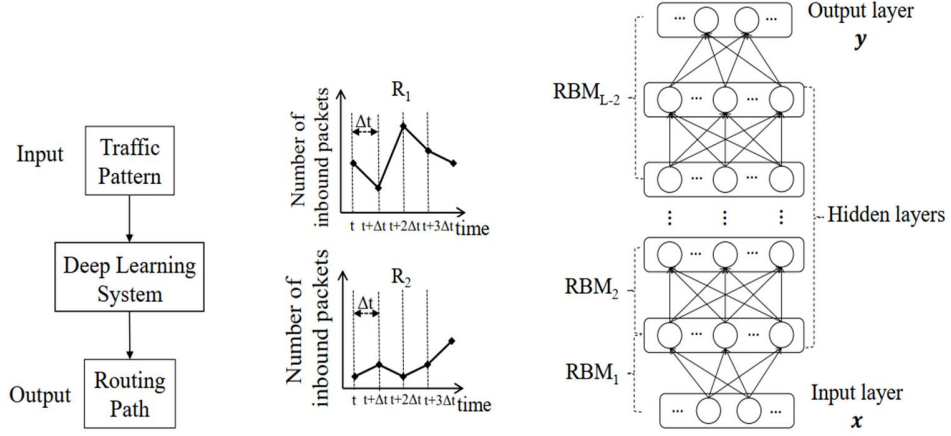 Input
Traffic
Pattern
Deep Learning
System
Output
Routing
Path
R1
Number of
inbound packets
Δt
t t+Δt t+2Δt t+3Δt time
R2
Number of
inbound packets
Δt
t t+Δt t+2Δt t+3Δt time
Output layer
y
RBML-2
Hidden layers
RBM2
RBM1
Input layer
x